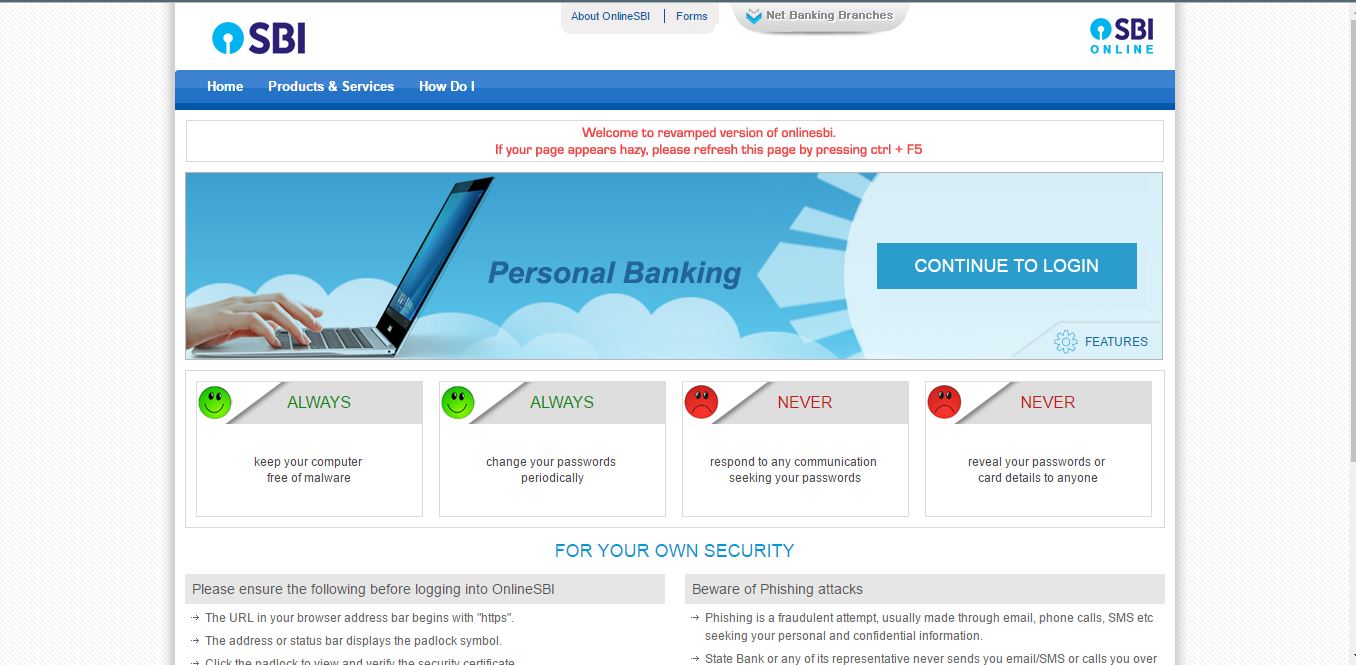 SBI
About OnlineSBI | Forms
Net Banking Branches
SBI
ONLINE
Home
Products & Services
How Do I
Welcome to revamped version of onlinesbi.
If your page appears hazy, please refresh this page by pressing ctrl + F5
Personal Banking
CONTINUE TO LOGIN
FEATURES
ALWAYS
keep your computer
free of malware
ALWAYS
change your passwords
periodically
NEVER
respond to any communication
seeking your passwords
NEVER
reveal your passwords or
card details to anyone
FOR YOUR OWN SECURITY
Please ensure the following before logging into OnlineSBI
The URL in your browser address bar begins with "https".
The address or status bar displays the padlock symbol.
Click the padlock to view and verify the security certificate.
Beware of Phishing attacks
Phishing is a fraudulent attempt, usually made through email, phone calls, SMS etc
seeking your personal and confidential information.
State Bank or any of its representative never sends you email/SMS or calls you over